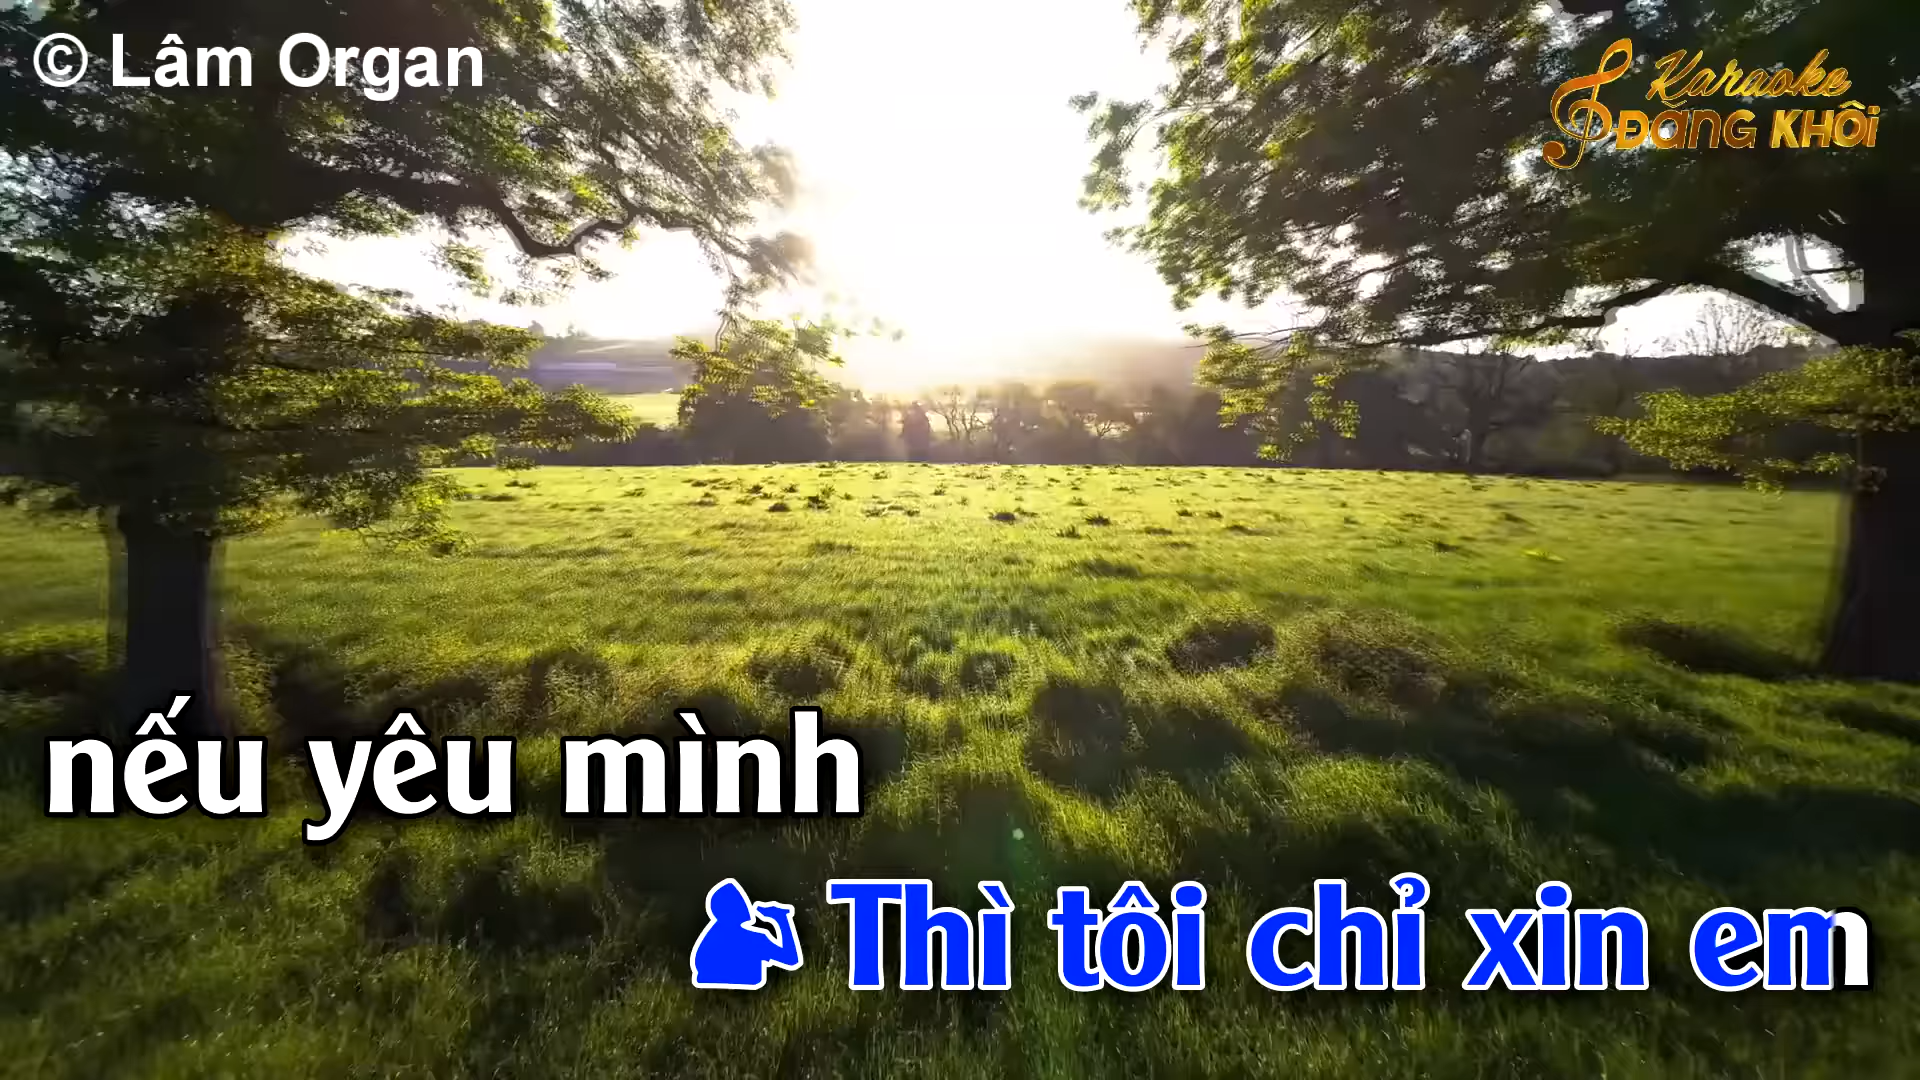 © Lâm Organ
Karaoke
ĐĂNG KHÔI
nếu yêu mình
Thì tôi chỉ xin em